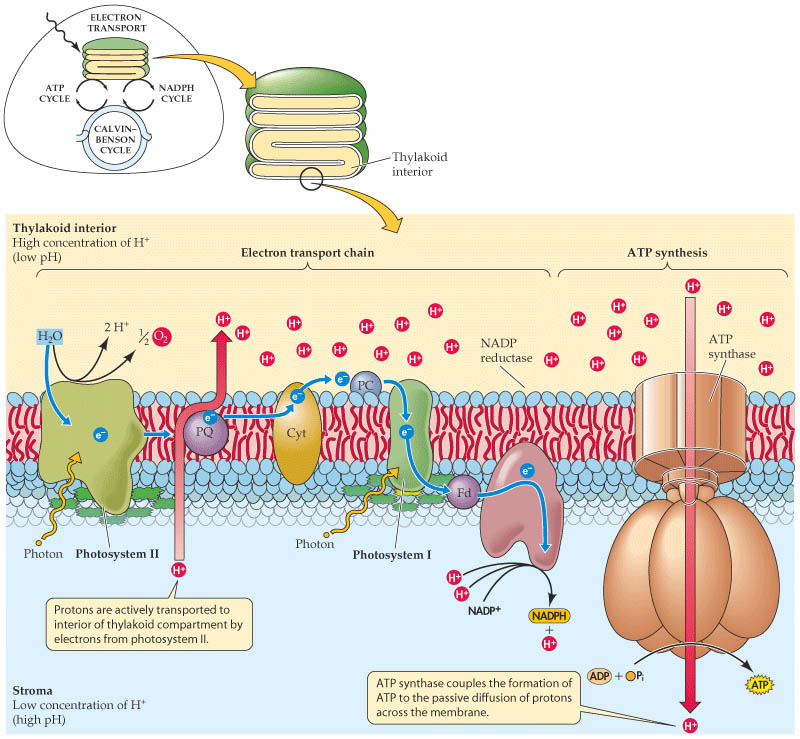 ELECTRON
TRANSPORT
ATP
CYCLE
NADPH
CYCLE
CALVIN–
BENSON
CYCLE
Thylakoid
interior
Thylakoid interior
High concentration of H+
(low pH)
Electron transport chain
ATP synthesis
H+
H+ H+ H+ H+ H+ H+ H+ H+ H+
H+ H+ H+ H+ H+ H+ H+ H+
H2O
2 H+
1/2 O2
NADP
reductase
ATP
synthase
e– PC
e–
e– e– e–
PQ
Cyt
e–
Fd
Photon
Photosystem II
Photon
Photosystem I
H+
H+
H+
NADP+
NADPH
+
H+
Protons are actively transported to
interior of thylakoid compartment by
electrons from photosystem II.
ATP synthase couples the formation of
ATP to the passive diffusion of protons
across the membrane.
ADP + Pi
ATP
Stroma
Low concentration of H+
(high pH)
H+